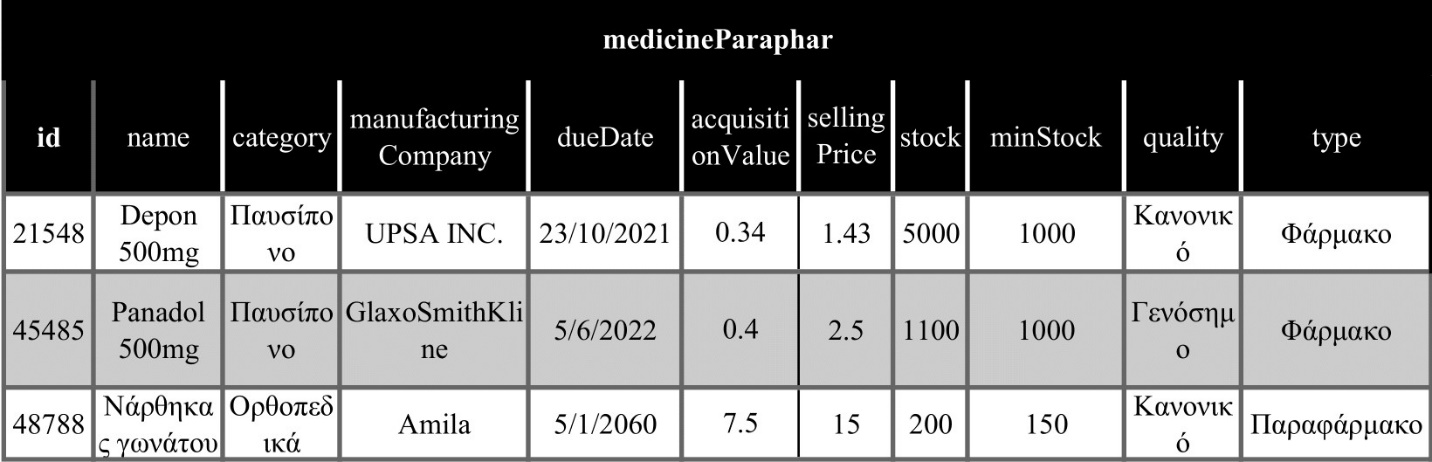 medicineParaphar
id name category manufacturing Company dueDate acquisiti onValue selling Price stock minStock quality type
21548 Depon 500mg Παυσίπο νο UPSA INC. 23/10/2021 0.34 1.43 5000 1000 Κανονικ ό Φάρμακο
45485 Panadol 500mg Παυσίπο νο GlaxoSmithKli ne 5/6/2022 0.4 2.5 1100 1000 Γενόσημ ο Φάρμακο
48788 Νάρθηκα ς γωνάτου Ορθοπεδ ικά Amila 5/1/2060 7.5 15 200 150 Κανονικ ό Παραφάρμακο